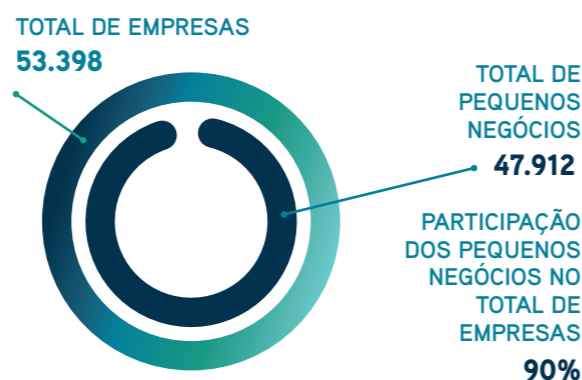 TOTAL DE EMPRESAS
53.398
TOTAL DE
PEQUENOS
NEGÓCIOS
47.912
PARTICIPAÇÃO
DOS PEQUENOS
NEGÓCIOS NO
TOTAL DE
EMPRESAS
90%